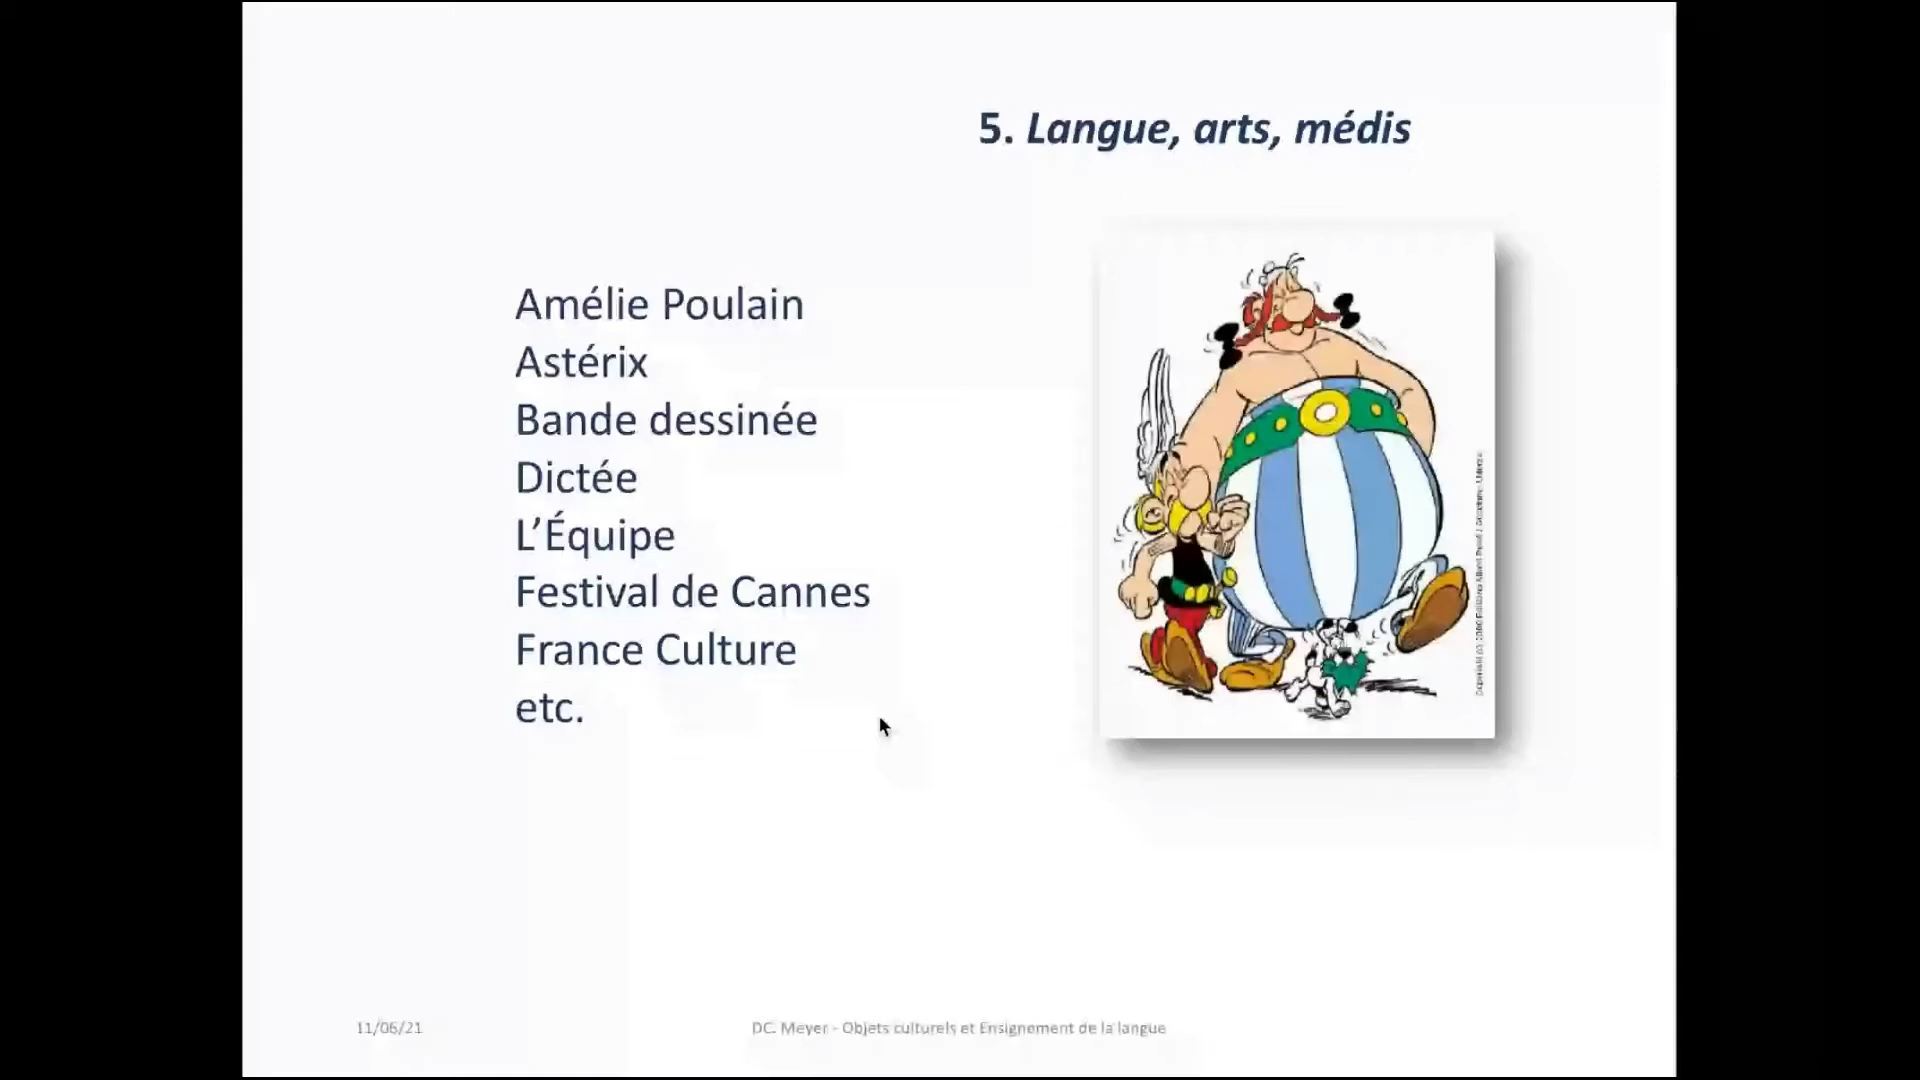 5. Langue, arts, médis
Amélie Poulain
Astérix
Bande dessinée
Dictée
L’Équipe
Festival de Cannes
France Culture
etc.
11/06/21
DC. Meyer - Objets culturels et Ensignement de la langue